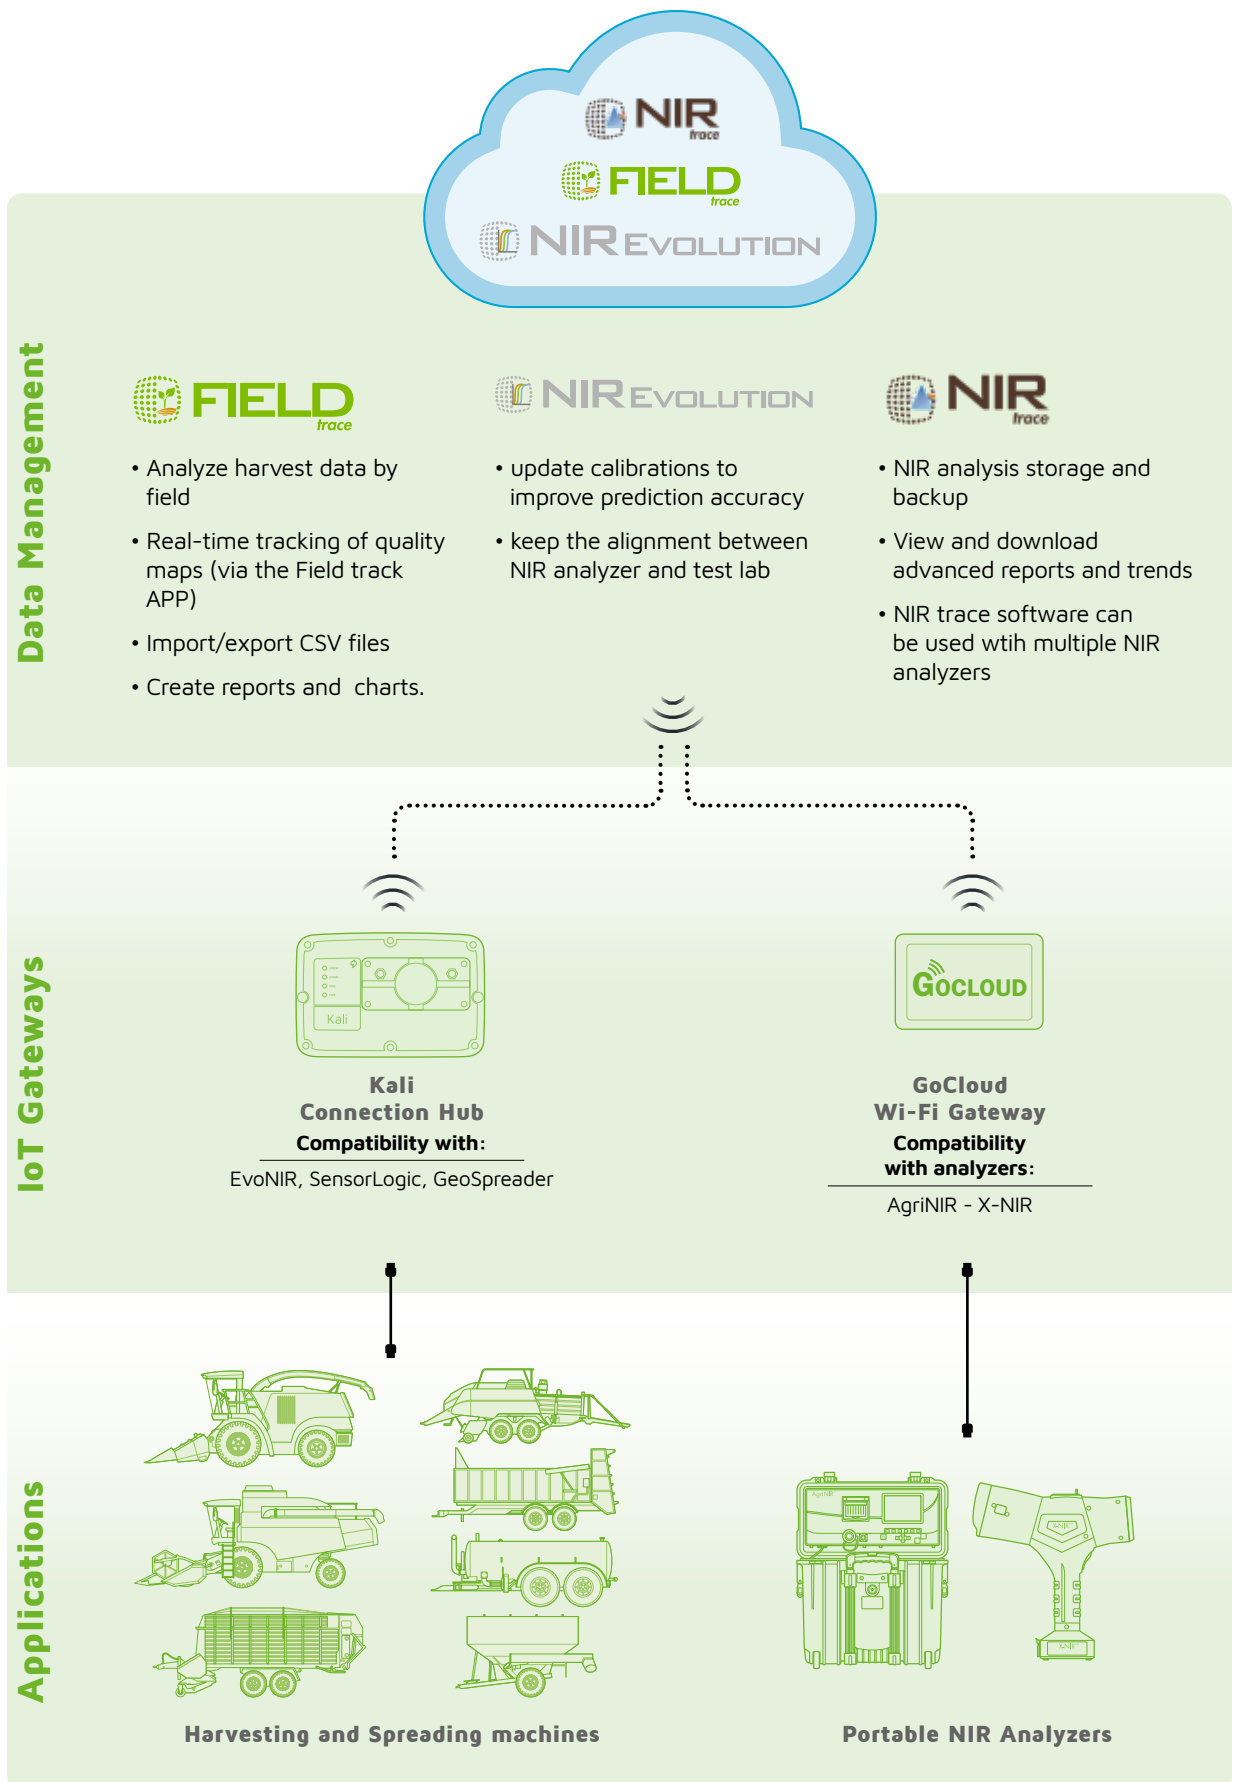 NIR
trace
FIELD
trace
NIR EVOLUTION
Data Management
FIELD
trace
• Analyze harvest data by
field
• Real-time tracking of quality
maps (via the Field track
APP)
• Import/export CSV files
• Create reports and charts.
NIR EVOLUTION
• update calibrations to
improve prediction accuracy
• keep the alignment between
NIR analyzer and test lab
NIR
trace
• NIR analysis storage and
backup
• View and download
advanced reports and trends
• NIR trace software can
be used wtih multiple NIR
analyzers
IoT Gateways
Kali
Kali
Connection Hub
Compatibility with:
EvoNIR, SensorLogic, GeoSpreader
GOCLOUD
GoCloud
Wi-Fi Gateway
Compatibility
with analyzers:
AgriNIR - X-NIR
Applications
Harvesting and Spreading machines
AgriNIR
X-NIR
X-NIR
Portable NIR Analyzers